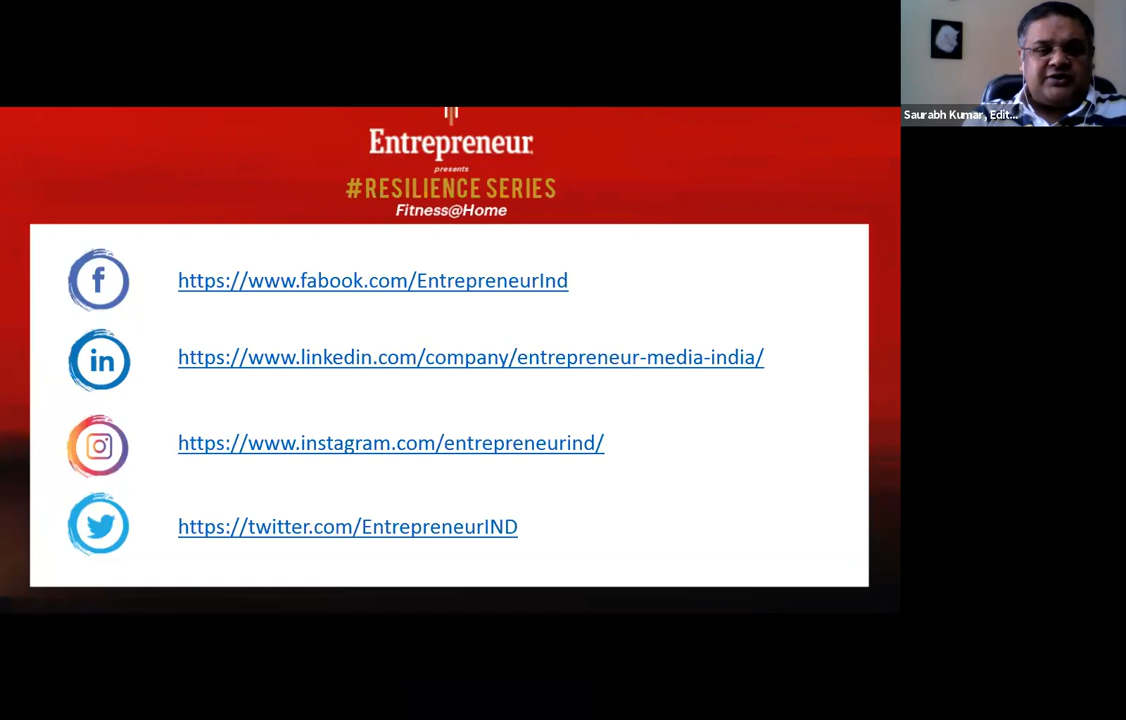 Entrepreneur
presents
#RESILIENCE SERIES
Fitness@Home
https://www.fabook.com/EntrepreneurInd
https://www.linkedin.com/company/entrepreneur-media-india/
https://www.instagram.com/entrepreneurind/
https://twitter.com/EntrepreneurIND
Saurabh Kumar, Edit...